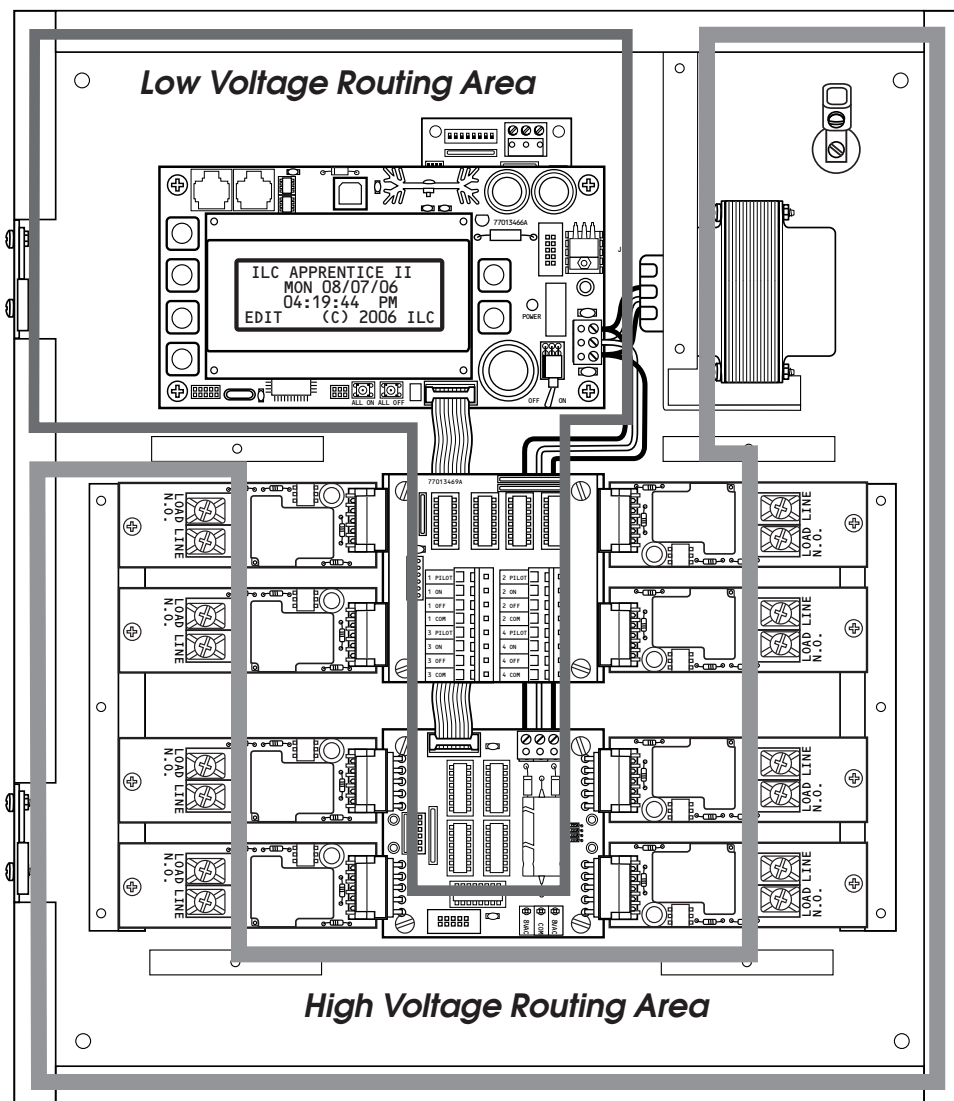 Low Voltage Routing Area
77013466A
J
ILC APPRENTICE II
MON 08/07/06
04:19:44 PM
EDIT (C) 2006 ILC
POWER
OFF ON
ALL ON ALL OFF
77013469A
LOAD LINE
N.O.
LOAD LINE
N.O.
1 PILOT 2 PILOT
1 ON 2 ON
1 OFF 2 OFF
1 COM 2 COM
3 PILOT 4 PILOT
3 ON 4 ON
3 OFF 4 OFF
3 COM 4 COM
LOAD LINE
N.O.
LOAD LINE
N.O.
LOAD LINE
N.O.
LOAD LINE
N.O.
LOAD LINE
N.O.
LOAD LINE
N.O.
8VAC COM 8VAC
High Voltage Routing Area